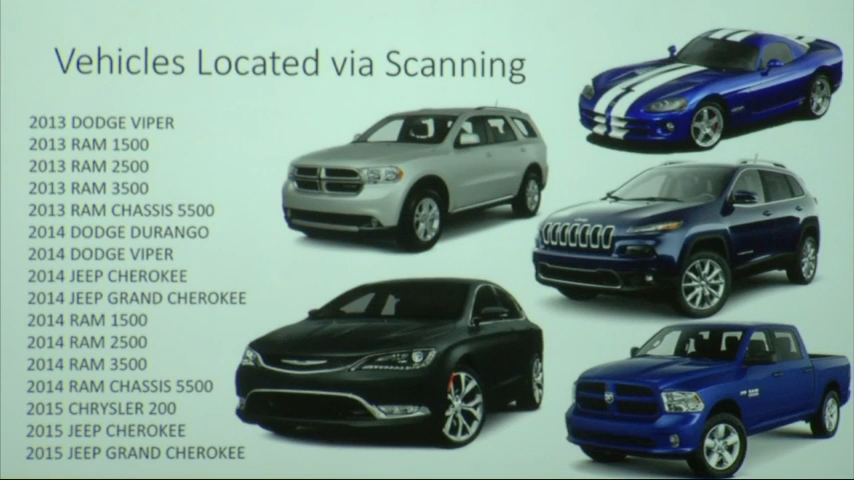 Vehicles Located via Scanning
2013 DODGE VIPER
2013 RAM 1500
2013 RAM 2500
2013 RAM 3500
2013 RAM CHASSIS 5500
2014 DODGE DURANGO
2014 DODGE VIPER
2014 JEEP CHEROKEE
2014 JEEP GRAND CHEROKEE
2014 RAM 1500
2014 RAM 2500
2014 RAM 3500
2014 RAM CHASSIS 5500
2015 CHRYSLER 200
2015 JEEP CHEROKEE
2015 JEEP GRAND CHEROKEE